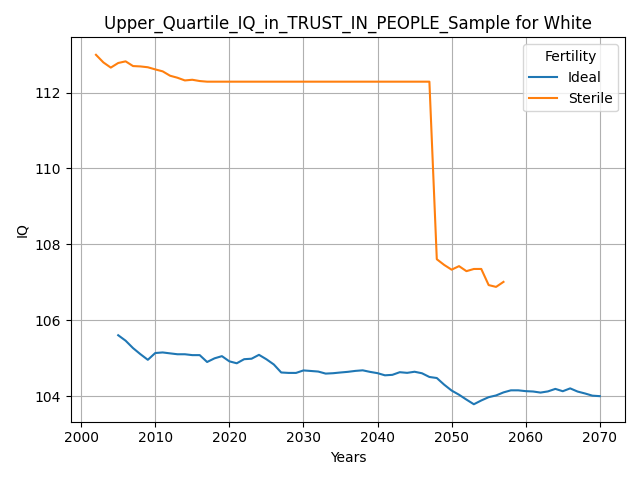 Upper_Quartile_IQ_in_TRUST_IN_PEOPLE_Sample for White
Fertility
Ideal
Sterile
IQ
112
110
108
106
104
2000
2010
2020
2030
2040
2050
2060
2070
Years